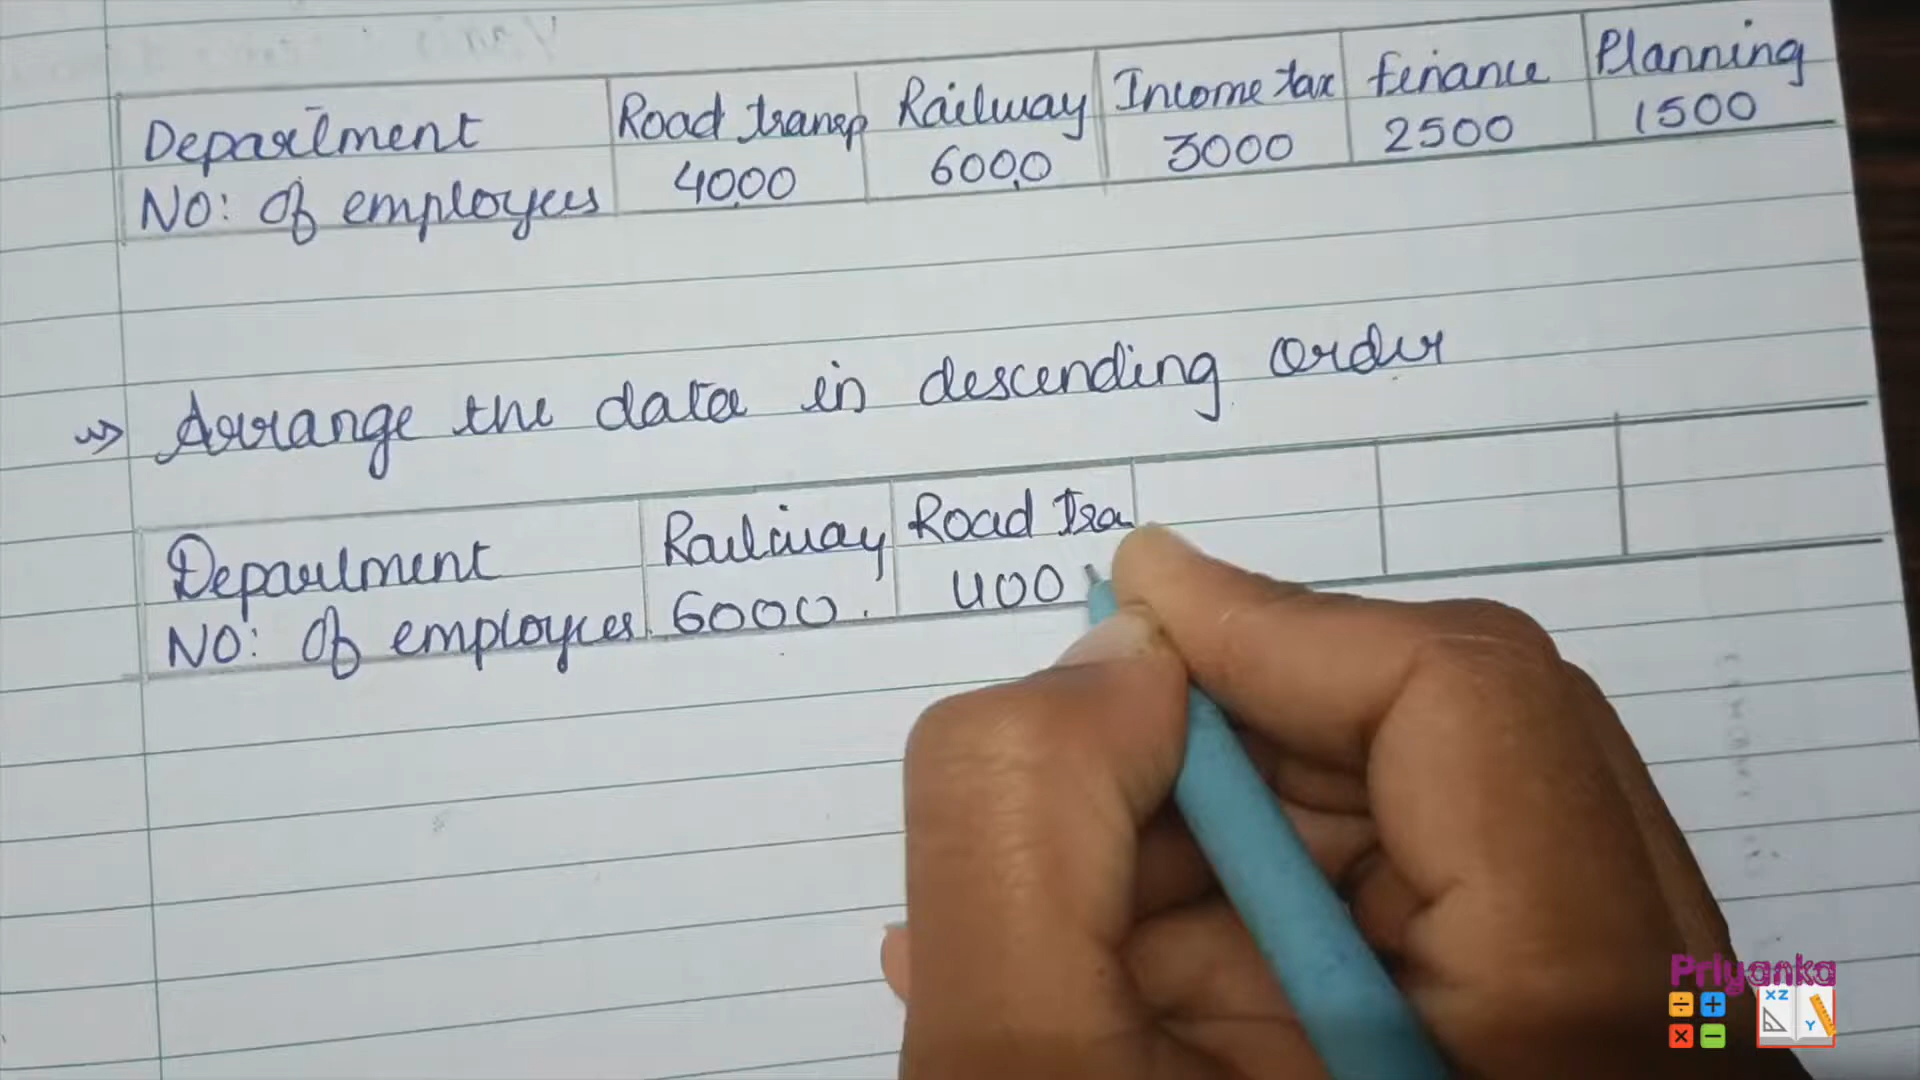 Department Road transp Railway Income tax finance Planning
NO: Of employees 4000 6000 3000 2500 1500
Arrange the data in descending order
Department Railway Road Tra
NO: Of employees 6000 400
Priyanka
XZ
Y